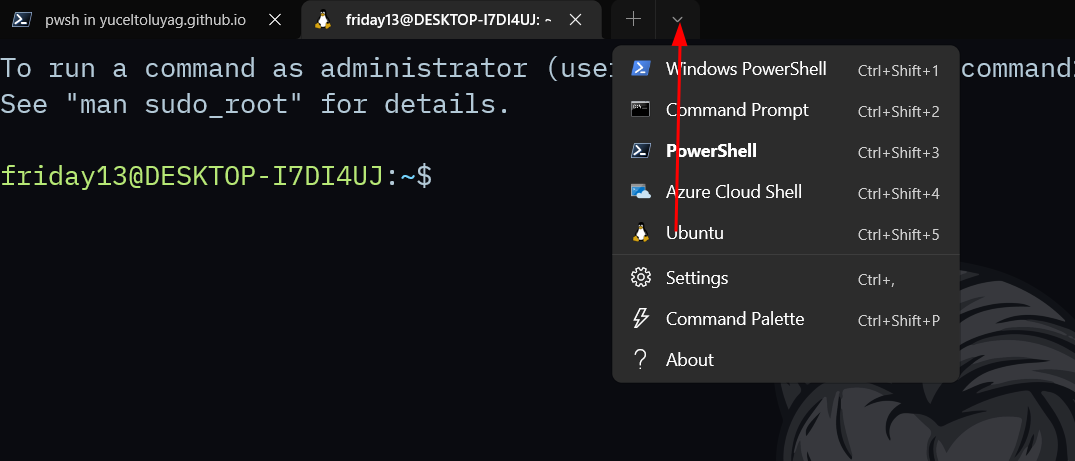 pwsh in yuceltoluyag.github.io
friday13@DESKTOP-I7DI4UJ: ~
To run a command as administrator (use command
See "man sudo_root" for details.
friday13@DESKTOP-I7DI4UJ:~$
Windows PowerShell Ctrl+Shift+1
Command Prompt Ctrl+Shift+2
PowerShell Ctrl+Shift+3
Azure Cloud Shell Ctrl+Shift+4
Ubuntu Ctrl+Shift+5
Settings Ctrl+,
Command Palette Ctrl+Shift+P
? About